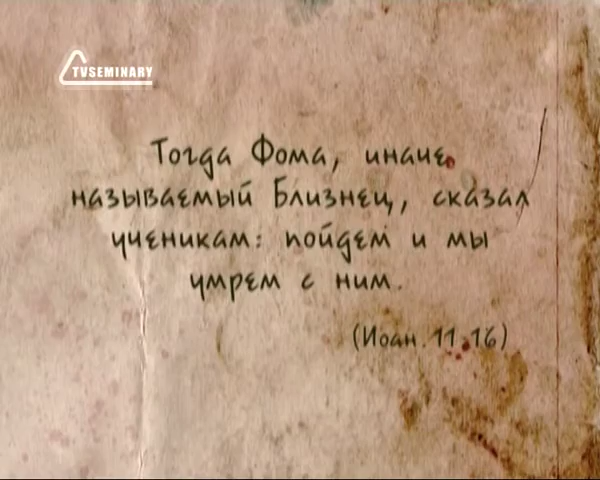 TVSEMINARY
Тогда Фома, иначе
называемый Близнец, сказал
ученикам: пойдем и мы
умрем с ним.
(Иоан. 11,16)